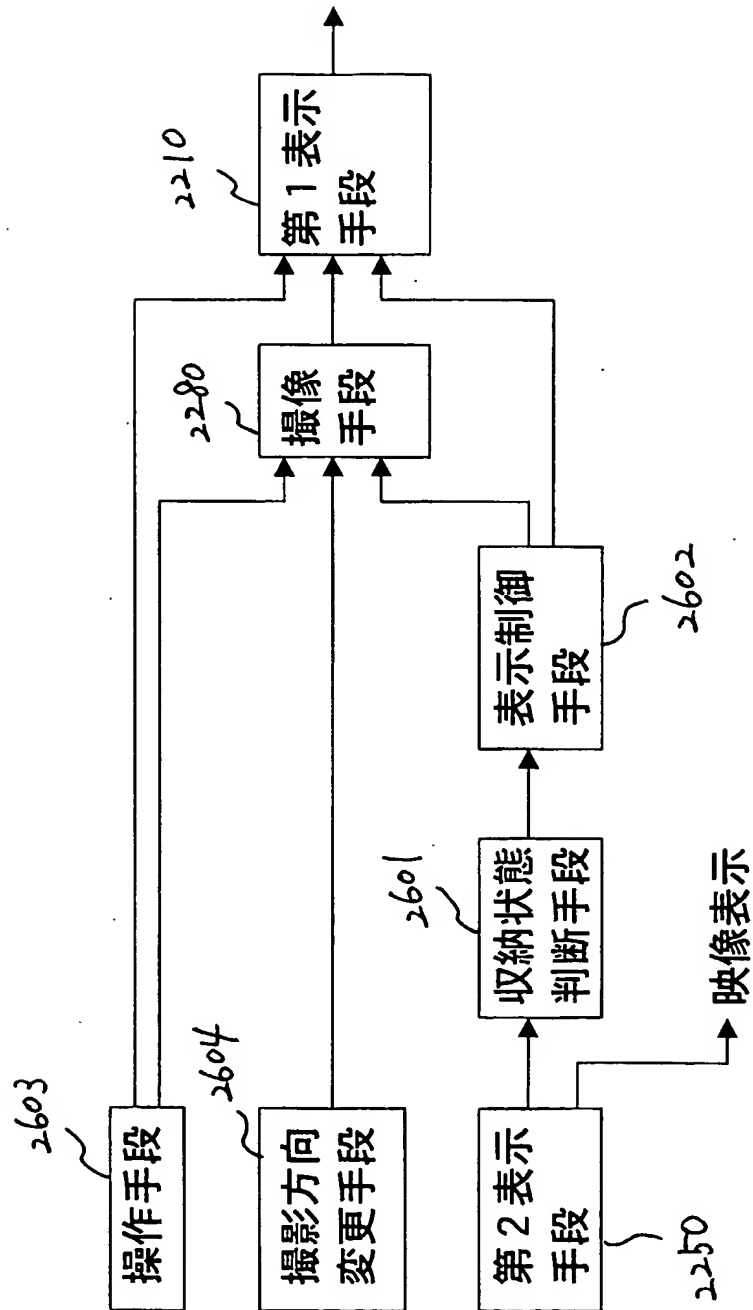 2603
操作手段
2604
撮影方向
変更手段
第2表示
手段
2250
2601
収納状態
判断手段
映像表示
表示制御
手段
2602
2280
撮像
手段
2210
第1表示
手段